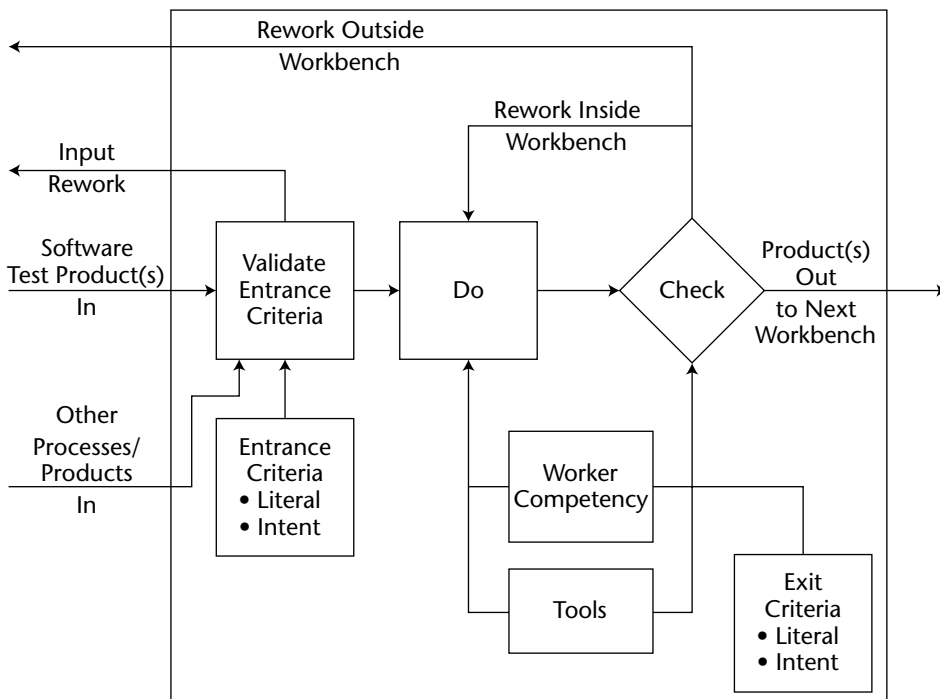 Rework Outside
Workbench
Rework Inside
Workbench
Input
Rework
Software
Test Product(s)
In
Validate
Entrance
Criteria
Do
Check
Product(s)
Out
to Next
Workbench
Other
Processes/
Products
In
Entrance
Criteria
• Literal
• Intent
Worker
Competency
Tools
Exit
Criteria
• Literal
• Intent